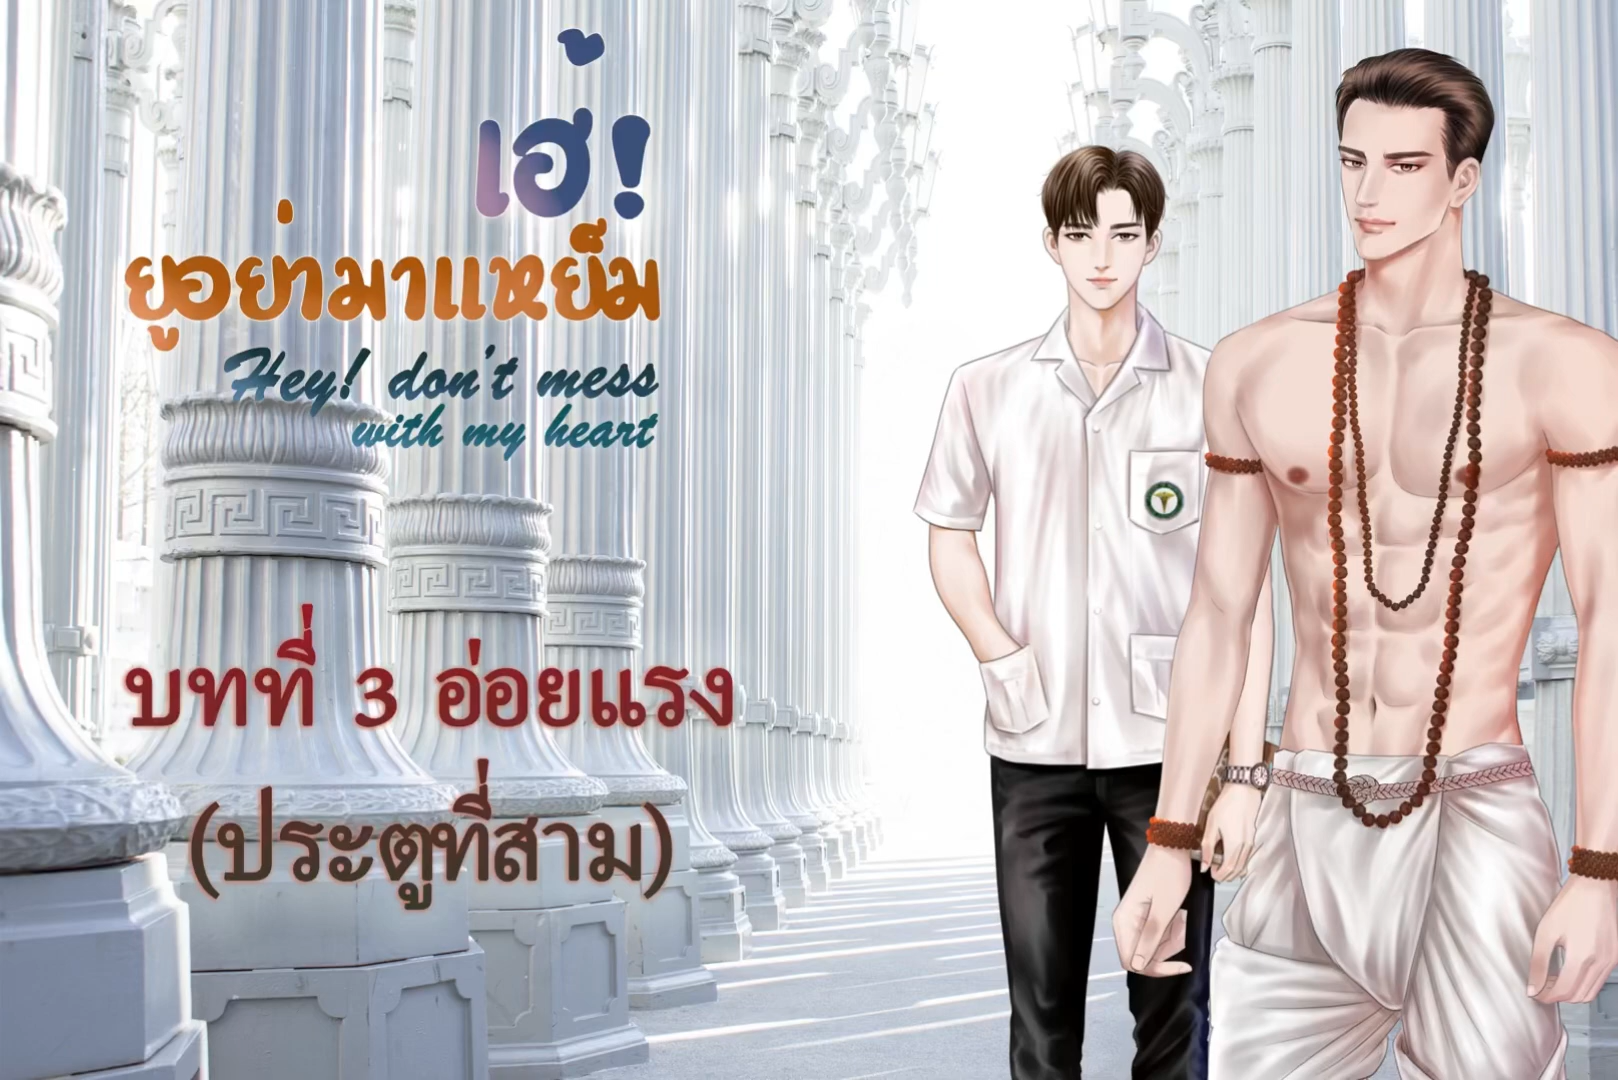 เฮ้!
ยูอย่ามาแหย็ม
Hey! don't mess
with my heart
บทที่ 3 อ่อยแรง
(ประตูที่สาม)